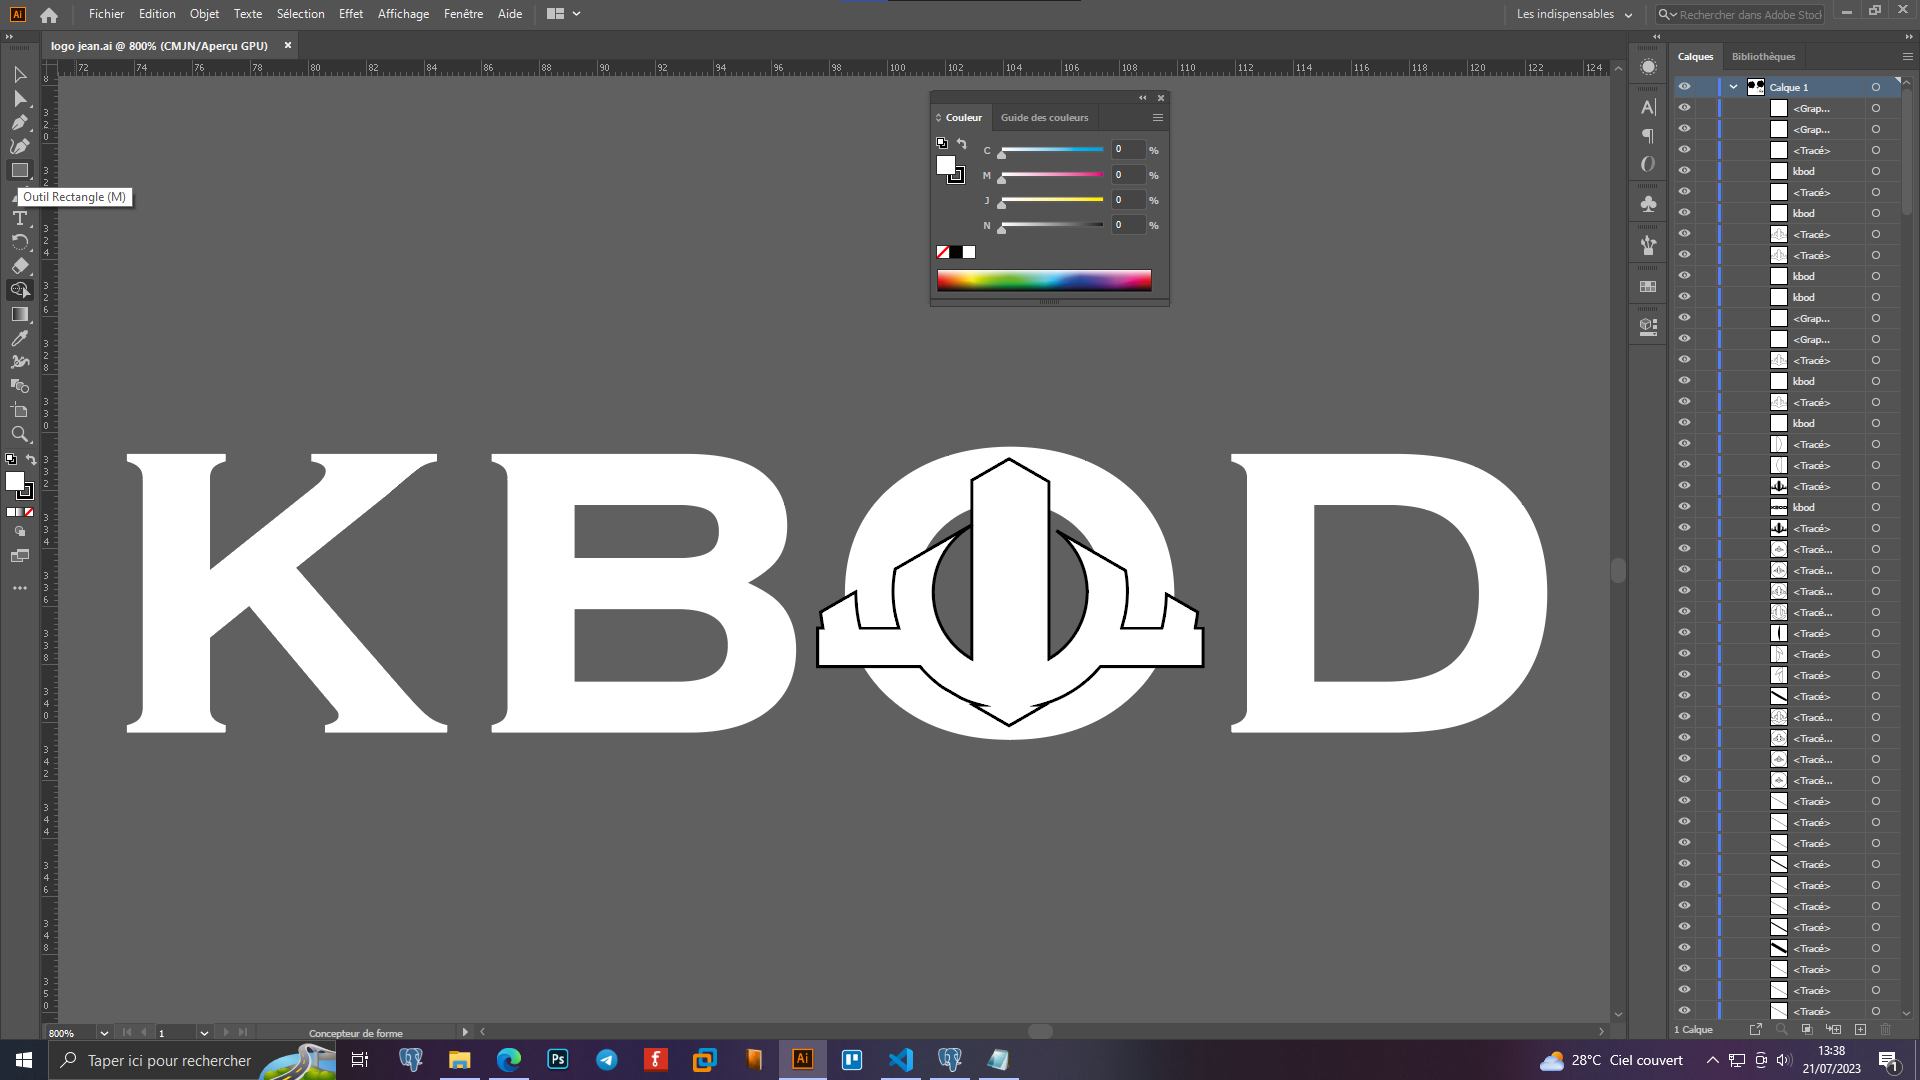 Ai
Fichier Edition Objet Texte Sélection Effet Affichage Fenêtre Aide
Les indispensables
Rechercher dans Adobe Stock
logo jean.ai @ 800% (CMJN/Aperçu GPU)
72 74 76 78 80 82 84 86 88 90 92 94 96 98 100 102 104 106 108 110 112 114 116 118 120 122 124
Outil Rectangle (M)
Couleur Guide des couleurs
C 0 %
M 0 %
J 0 %
N 0 %
KBOD
Calques Bibliothèques
Calque 1
<Grap...
<Grap...
<Tracé>
kbod
<Tracé>
kbod
<Tracé>
<Tracé>
kbod
kbod
<Grap...
<Grap...
<Tracé>
kbod
<Tracé>
kbod
<Tracé>
<Tracé>
<Tracé>
kbod
<Tracé>
<Tracé...
<Tracé...
<Tracé...
<Tracé...
<Tracé>
<Tracé>
<Tracé>
<Tracé>
<Tracé...
<Tracé...
<Tracé...
<Tracé...
<Tracé>
<Tracé>
<Tracé>
<Tracé>
<Tracé>
<Tracé>
<Tracé>
<Tracé>
<Tracé>
<Tracé>
<Tracé>
1 Calque
800% 1 Concepteur de forme
Taper ici pour rechercher
Ps
Ai
28°C Ciel couvert
13:38
21/07/2023
1